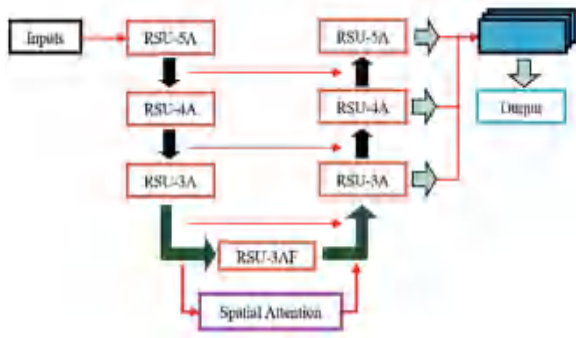 Inputs
RSU-5A
RSU-5A
RSU-4A
RSU-4A
Output
RSU-3A
RSU-3A
RSU-3AF
Spatial Attention